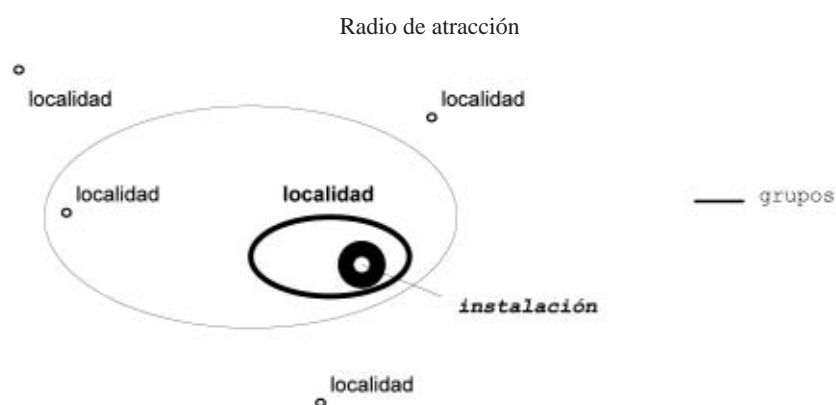 Radio de atracción
localidad
localidad
localidad
localidad
grupos
instalación
localidad